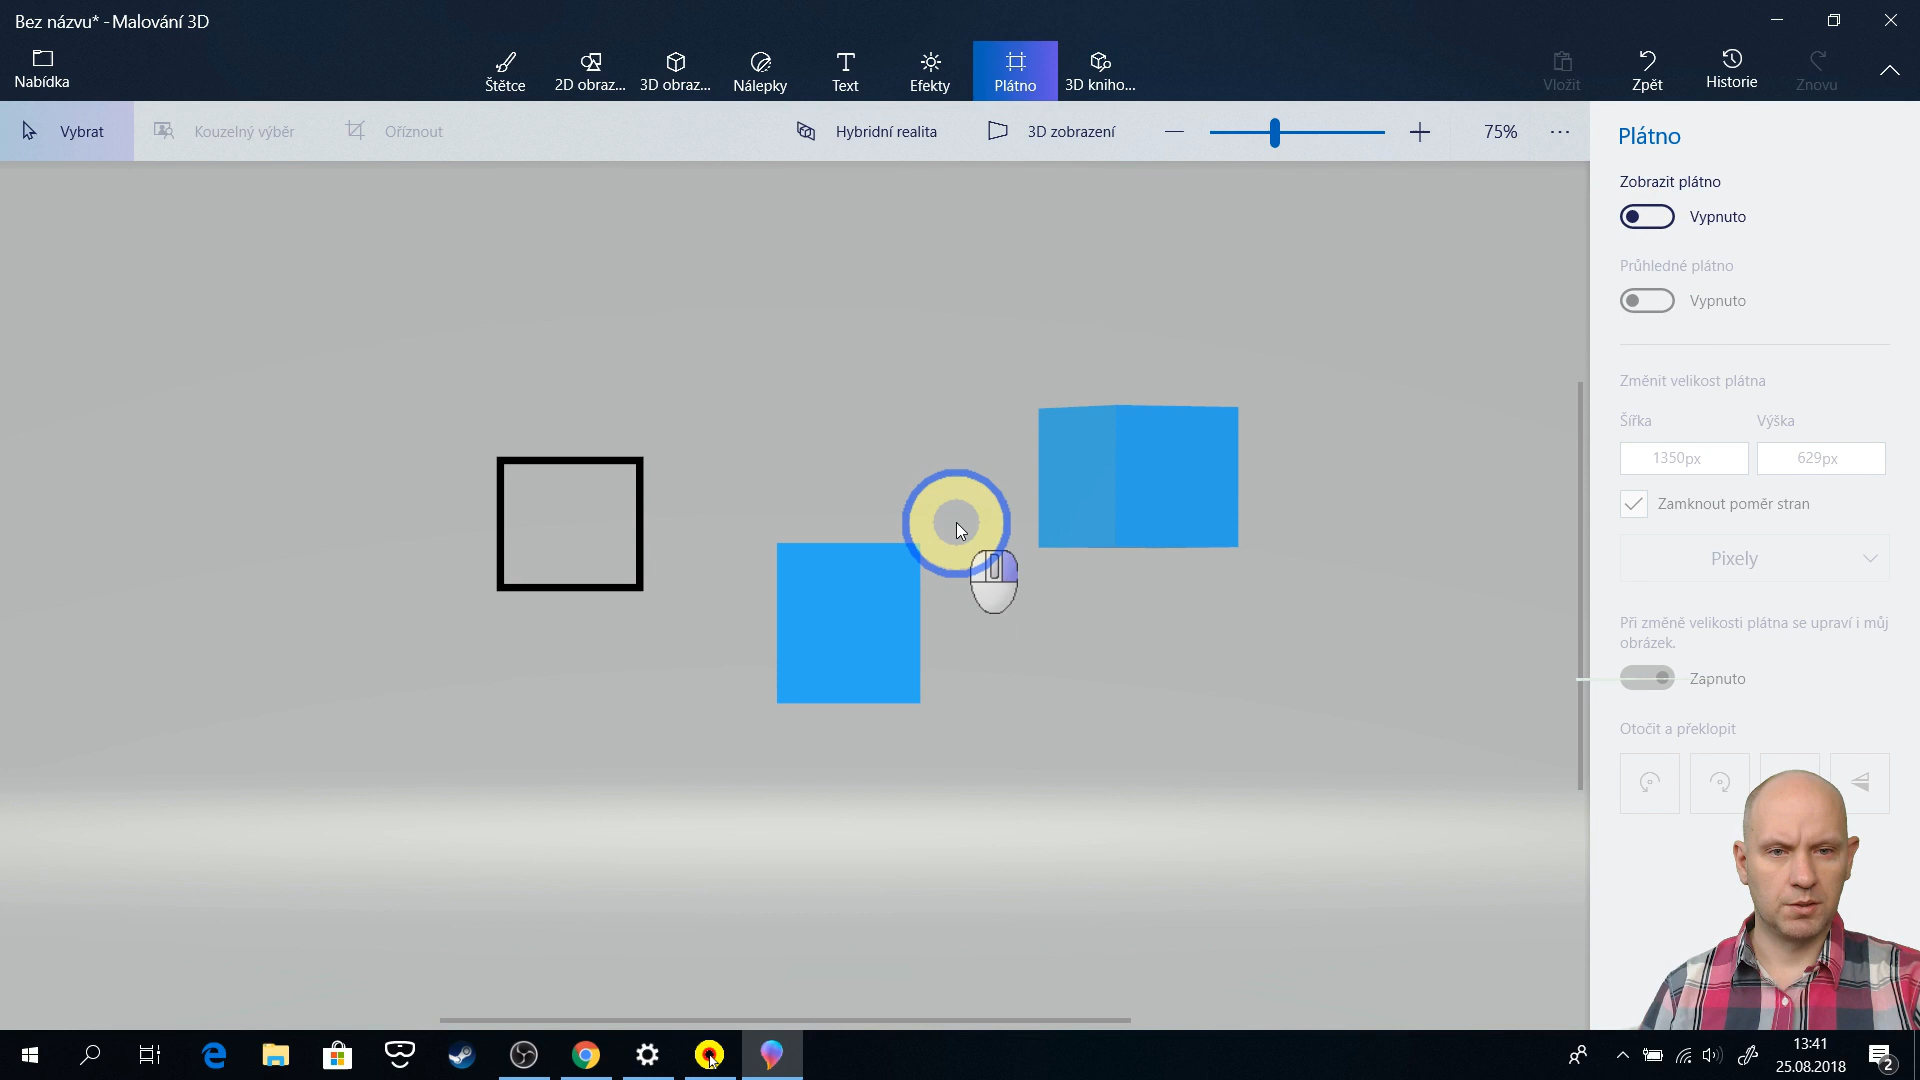 Bez názvu* - Malování 3D
Nabídka
Štětce
2D obraz...
3D obraz...
Nálepky
Text
Efekty
Plátno
3D kniho...
Vložit
Zpět
Historie
Znovu
Vybrat
Kouzelný výběr
Oříznout
Hybridní realita
3D zobrazení
75%
Plátno
Zobrazit plátno
Vypnuto
Průhledné plátno
Vypnuto
Změnit velikost plátna
Šířka
Výška
1350px
629px
Zamknout poměr stran
Pixely
Při změně velikosti plátna se upraví i můj
obrázek.
Zapnuto
Otočit a překlopit
13:41
25.08.2018
2